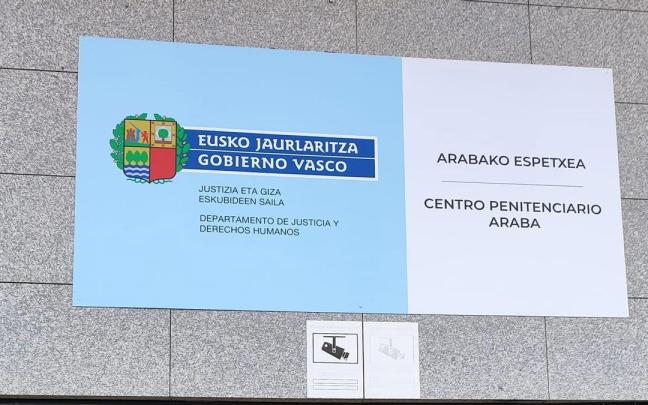 EUSKO JAURLARITZA
GOBIERNO VASCO
JUSTIZIA ETA GIZA
ESKUBIDEEN SAILA
DEPARTAMENTO DE JUSTICIA Y
DERECHOS HUMANOS
ARABAKO ESPETXEA
CENTRO PENITENCIARIO
ARABA